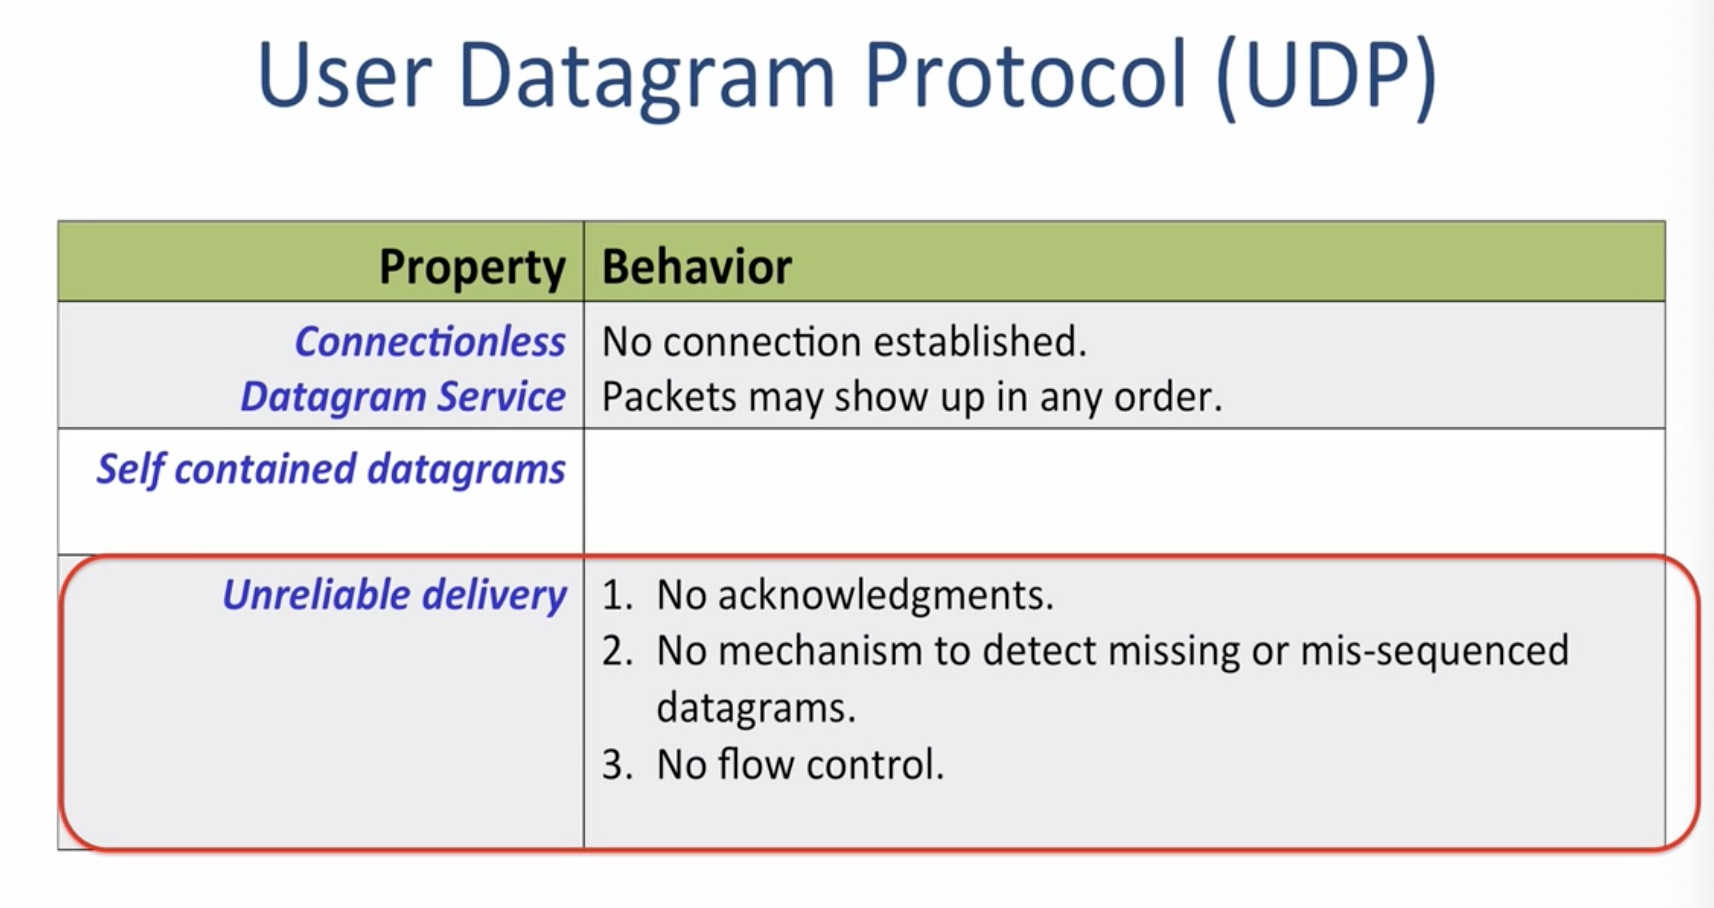 User Datagram Protocol (UDP)
Property Behavior
Connectionless No connection established.
Datagram Service Packets may show up in any order.
Self contained datagrams
Unreliable delivery 1. No acknowledgments.
2. No mechanism to detect missing or mis-sequenced
datagrams.
3. No flow control.